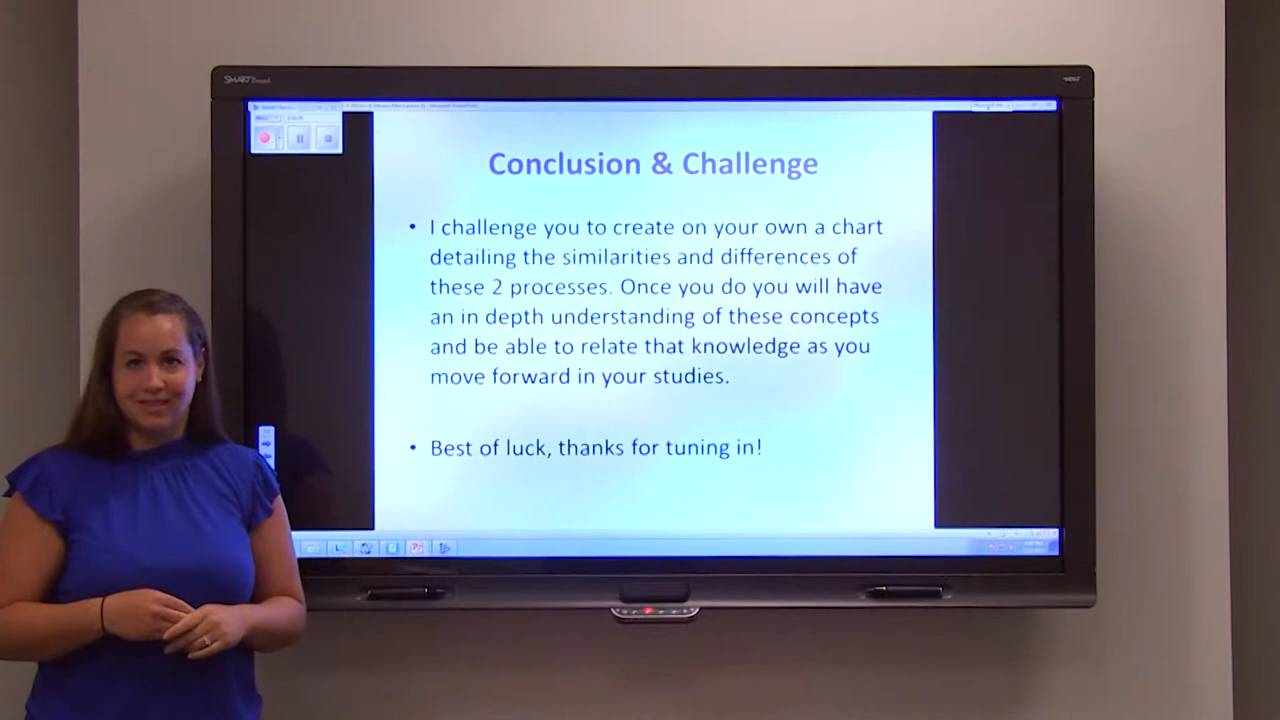 SMART Board
Conclusion & Challenge
• I challenge you to create on your own a chart
detailing the similarities and differences of
these 2 processes. Once you do you will have
an in depth understanding of these concepts
and be able to relate that knowledge as you
move forward in your studies.
• Best of luck, thanks for tuning in!